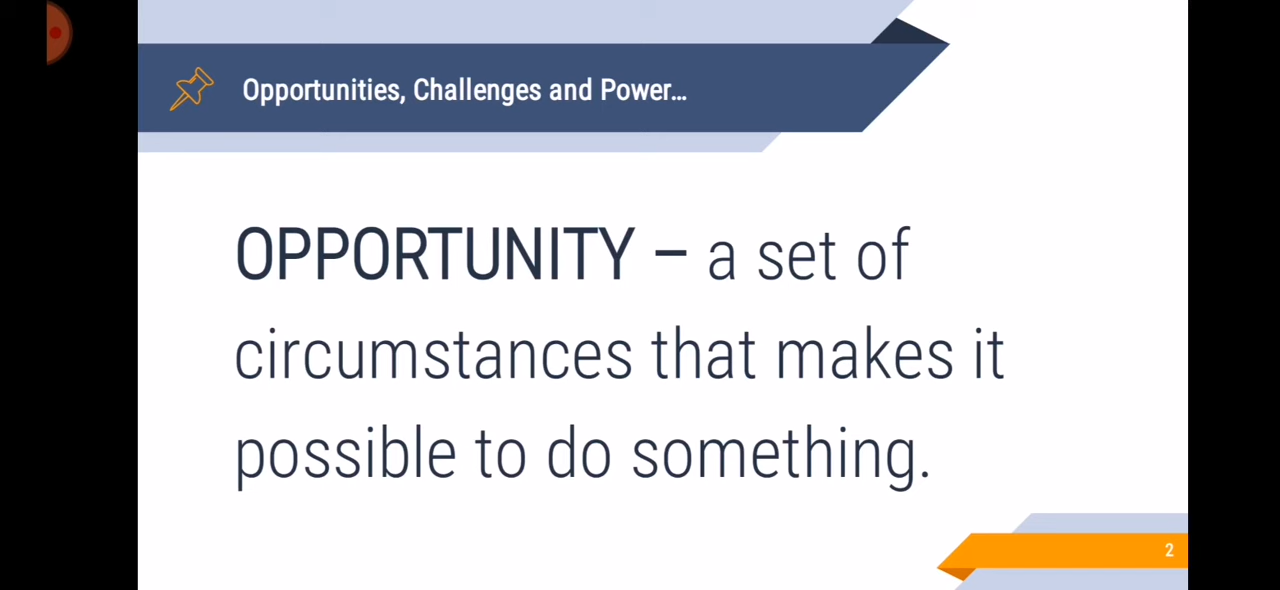 Opportunities, Challenges and Power...
OPPORTUNITY – a set of
circumstances that makes it
possible to do something.
2